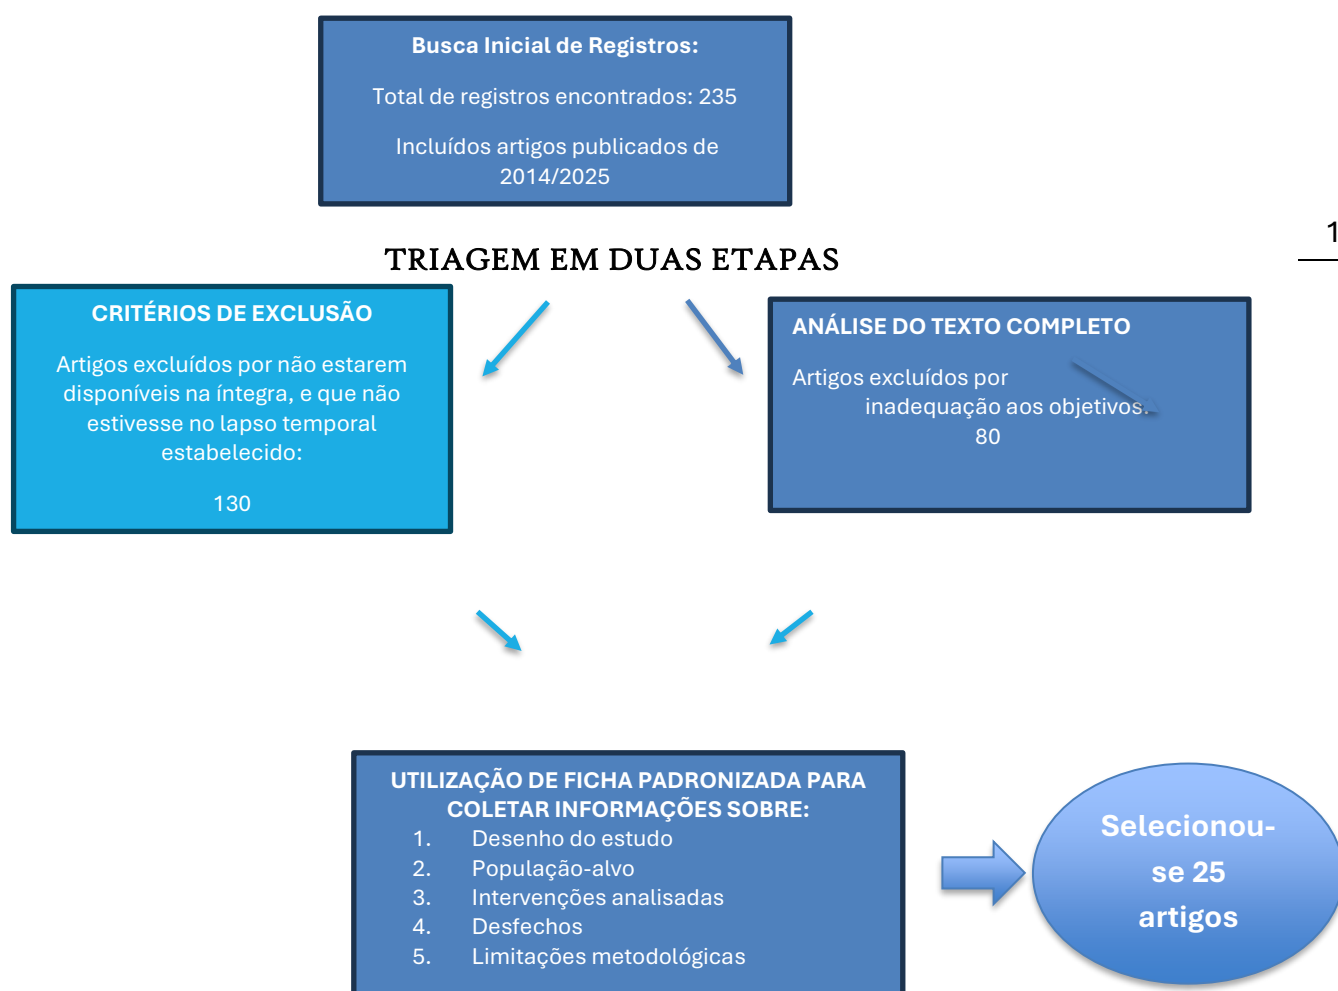 Busca Inicial de Registros:
Total de registros encontrados: 235
Incluídos artigos publicados de
2014/2025
1
TRIAGEM EM DUAS ETAPAS
CRITÉRIOS DE EXCLUSÃO
Artigos excluídos por não estarem
disponíveis na íntegra, e que não
estivesse no lapso temporal
estabelecido:
130
ANÁLISE DO TEXTO COMPLETO
Artigos excluídos por
inadequação aos objetivos:
80
UTILIZAÇÃO DE FICHA PADRONIZADA PARA
COLETAR INFORMAÇÕES SOBRE:
1. Desenho do estudo
2. População-alvo
3. Intervenções analisadas
4. Desfechos
5. Limitações metodológicas
Selecionou-
se 25
artigos